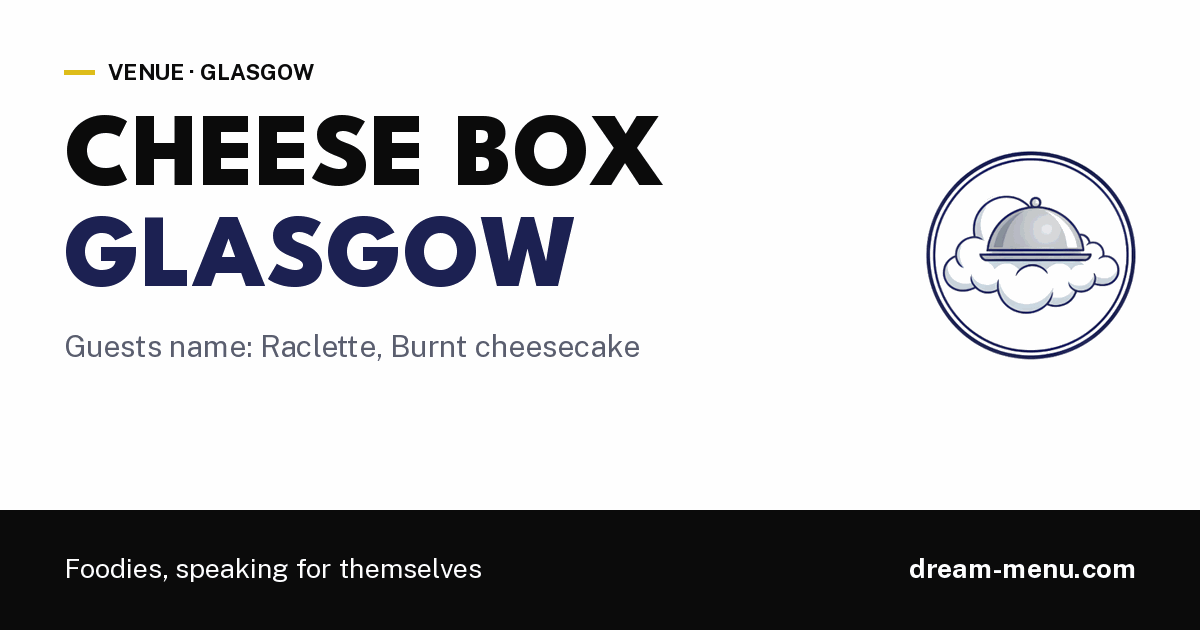 VENUE · GLASGOW
CHEESE BOX
GLASGOW
Guests name: Raclette, Burnt cheesecake
Foodies, speaking for themselves
dream-menu.com